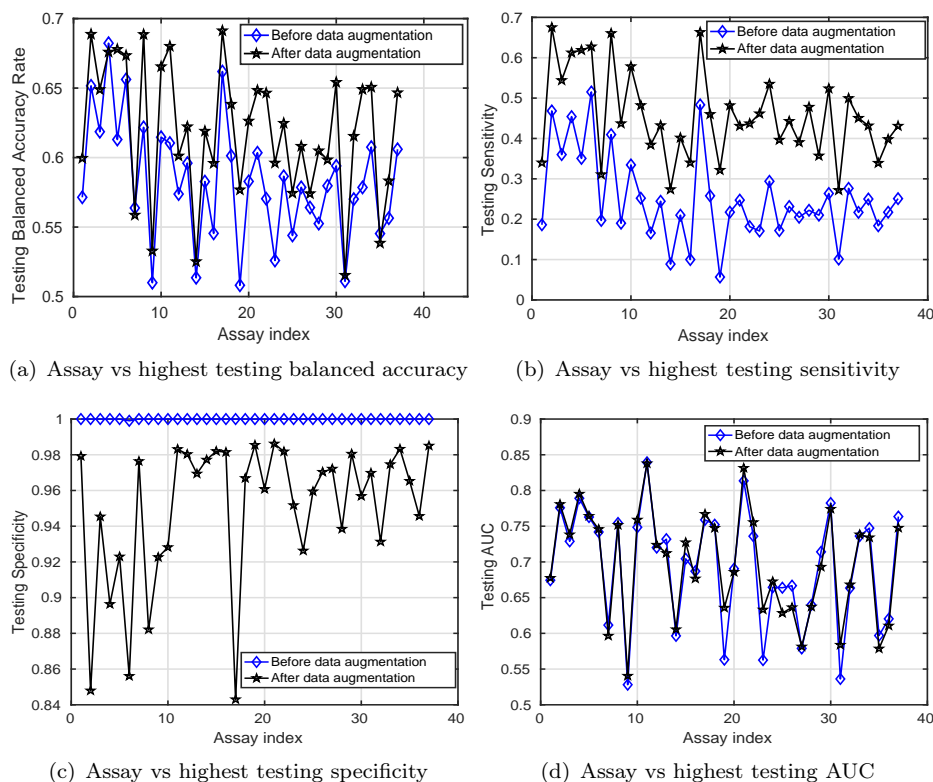 Testing Balanced Accuracy Rate
0.7
0.65
0.6
0.55
0.5
0 10 20 30 40
Assay index
Before data augmentation
After data augmentation
(a) Assay vs highest testing balanced accuracy
Testing Sensitivity
0.7
0.6
0.5
0.4
0.3
0.2
0.1
0
0 10 20 30 40
Assay index
Before data augmentation
After data augmentation
(b) Assay vs highest testing sensitivity
Testing Specificity
1
0.98
0.96
0.94
0.92
0.9
0.88
0.86
0.84
0 10 20 30 40
Assay index
Before data augmentation
After data augmentation
(c) Assay vs highest testing specificity
Testing AUC
0.9
0.85
0.8
0.75
0.7
0.65
0.6
0.55
0.5
0 10 20 30 40
Assay index
Before data augmentation
After data augmentation
(d) Assay vs highest testing AUC